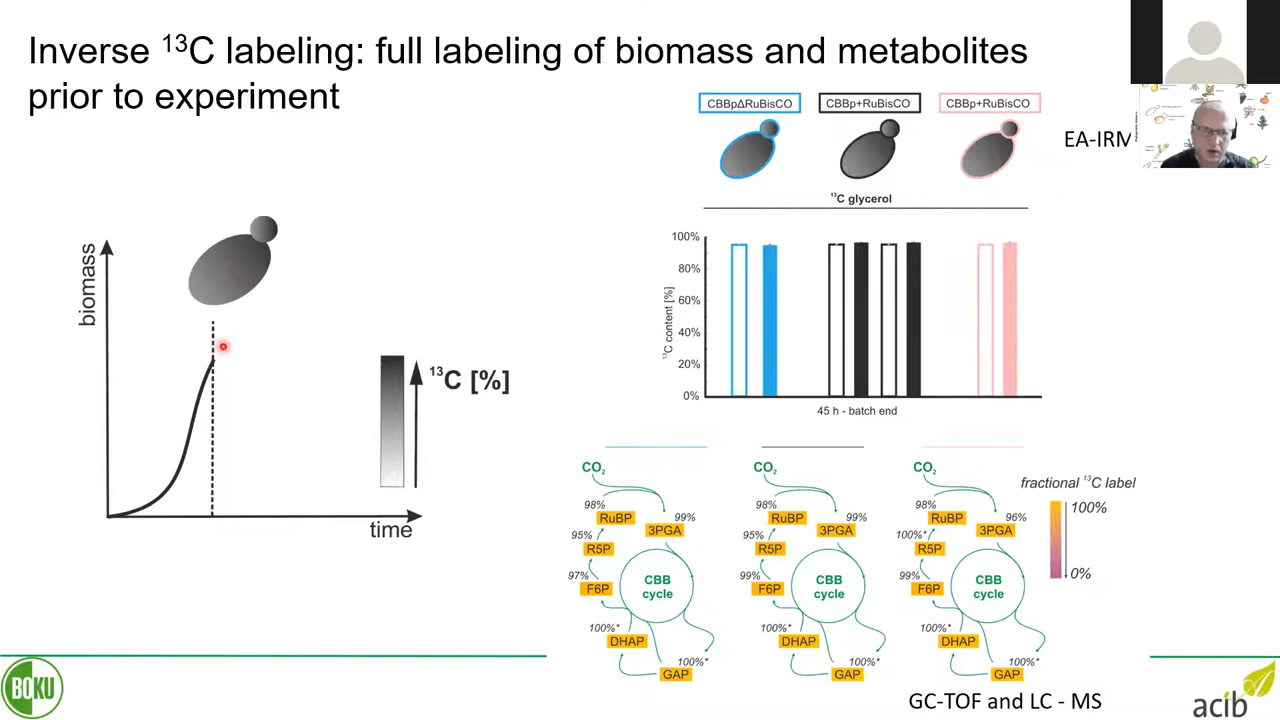 Inverse ¹³C labeling: full labeling of biomass and metabolites
prior to experiment
CBBpΔRuBisCO
CBBp+RuBisCO
CBBp+RuBisCO
EA-IRM
¹³C glycerol
100%
80%
60%
40%
20%
0%
¹³C content [%]
45 h - batch end
biomass
time
¹³C [%]
CO₂
98%
RuBP
99%
3PGA
95%
R5P
97%
F6P
CBB
cycle
100%*
DHAP
100%*
GAP
CO₂
98%
RuBP
99%
3PGA
95%
R5P
99%
F6P
CBB
cycle
100%*
DHAP
100%*
GAP
CO₂
98%
RuBP
96%
3PGA
100%*
R5P
99%
F6P
CBB
cycle
100%*
DHAP
100%*
GAP
fractional ¹³C label
100%
0%
GC-TOF and LC - MS
BOKU
acib